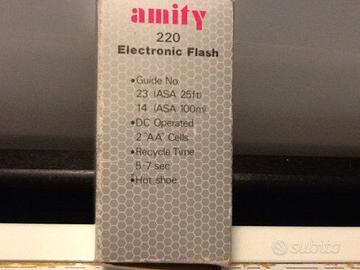 amity
220
Electronic Flash
•Guide No.
23 (ASA 25ft)
14 (ASA 100m)
•DC Operated
2 "AA" Cells
•Recycle Time
5-7 sec
•Hot shoe
subito